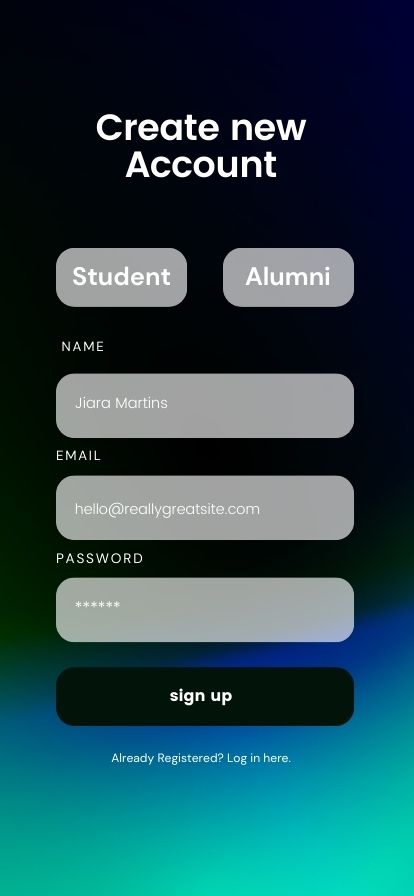 Create new
Account
Student
Alumni
NAME
Jiara Martins
EMAIL
hello@reallygreatsite.com
PASSWORD
******
sign up
Already Registered? Log in here.